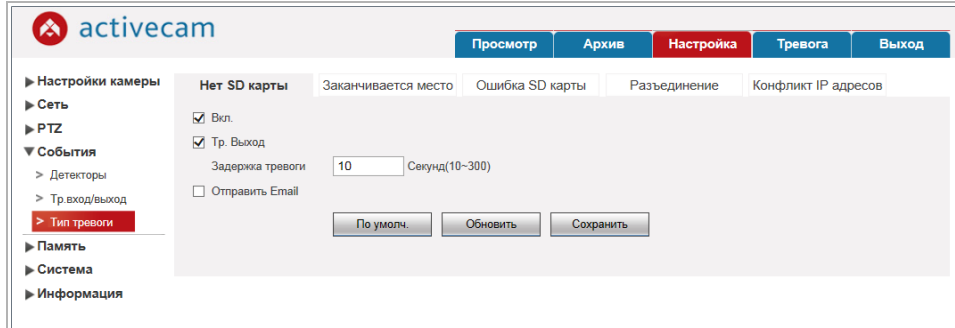 activecam
Просмотр Архив Настройка Тревога Выход
Настройки камеры
Сеть
PTZ
События
> Детекторы
> Тр.вход/выход
> Тип тревоги
Память
Система
Информация
Нет SD карты Заканчивается место Ошибка SD карты Разъединение Конфликт IP адресов
Вкл.
Тр. Выход
Задержка тревоги 10 Секунд(10~300)
Отправить Email
По умолч. Обновить Сохранить